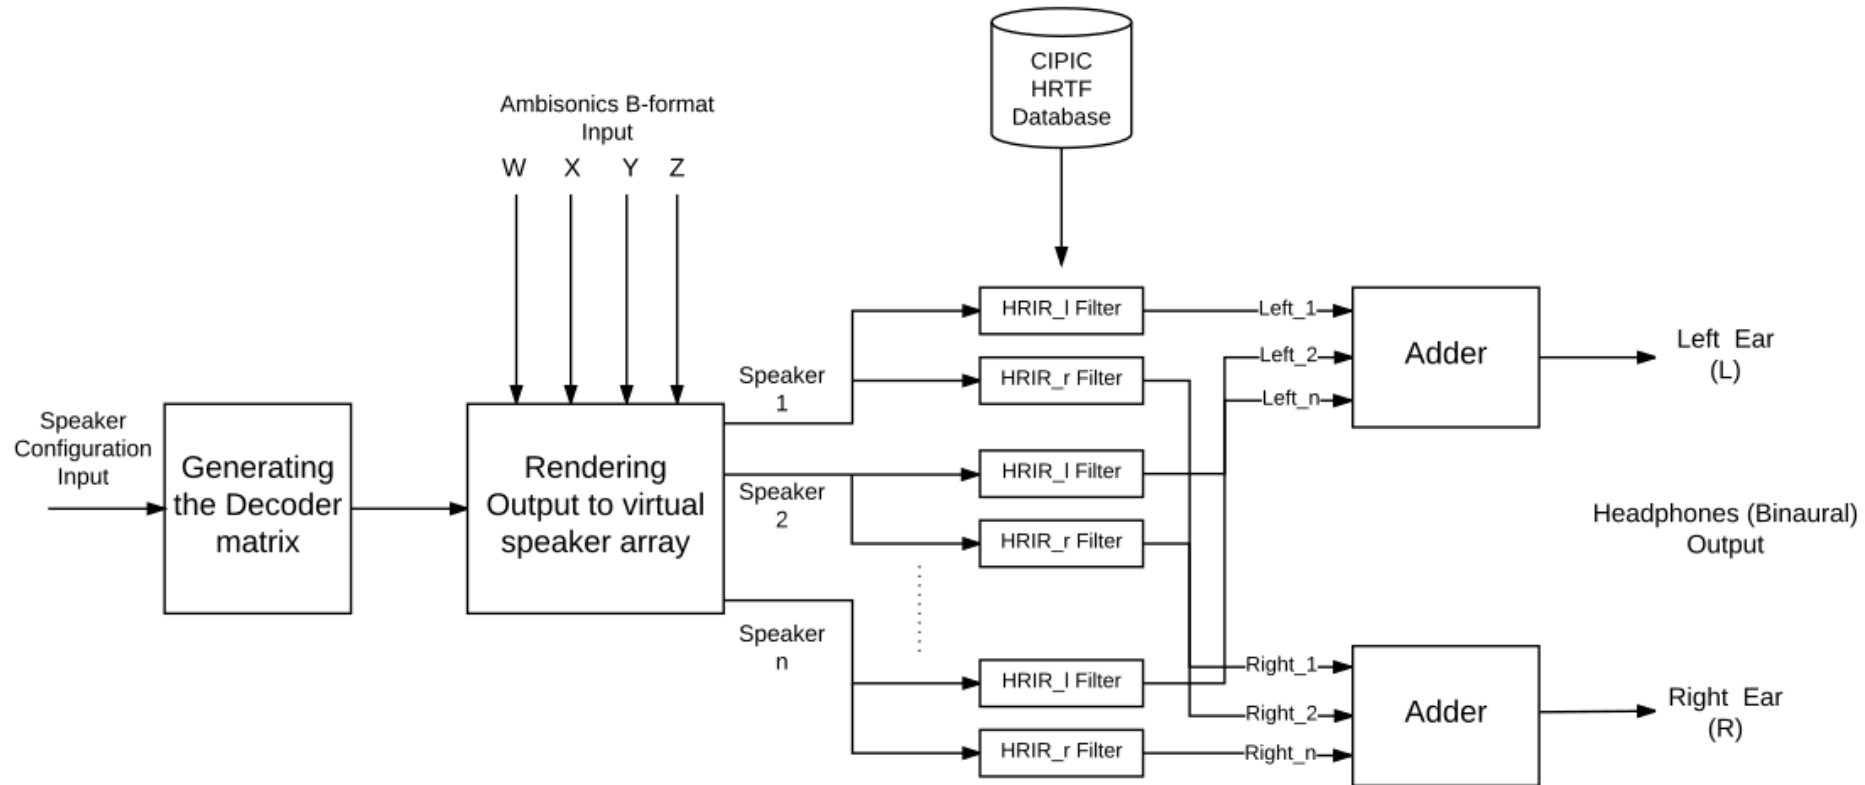 CIPIC
HRTF
Database
Ambisonics B-format
Input
W X Y Z
Speaker
Configuration
Input
Generating
the Decoder
matrix
Rendering
Output to virtual
speaker array
Speaker
1
Speaker
2
Speaker
n
HRIR_l Filter
HRIR_r Filter
HRIR_l Filter
HRIR_r Filter
HRIR_l Filter
HRIR_r Filter
Left_1
Left_2
Left_n
Right_1
Right_2
Right_n
Adder
Adder
Left Ear
(L)
Headphones (Binaural)
Output
Right Ear
(R)